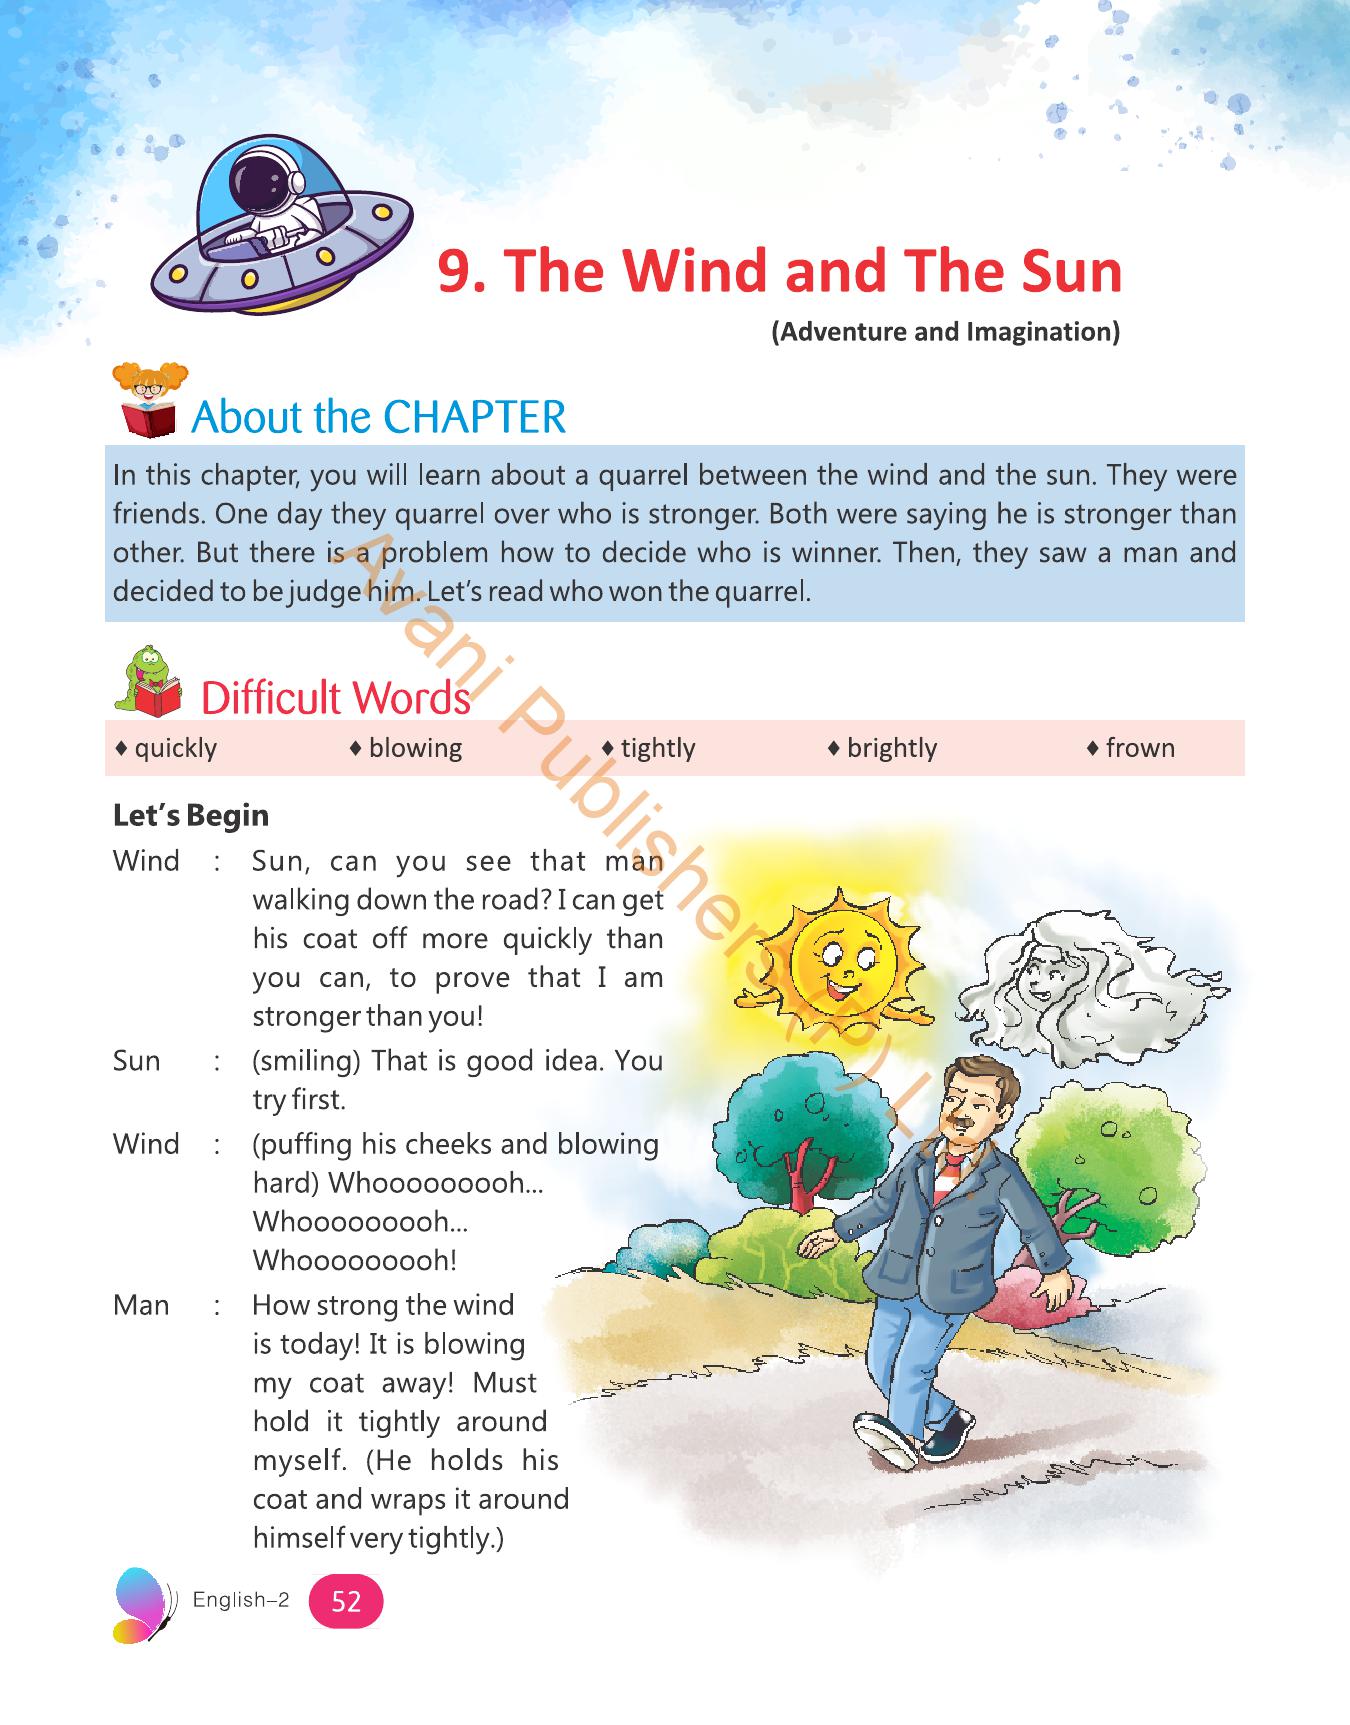 9. The Wind and The Sun
(Adventure and Imagination)
About the CHAPTER
In this chapter, you will learn about a quarrel between the wind and the sun. They were
friends. One day they quarrel over who is stronger. Both were saying he is stronger than
other. But there is a problem how to decide who is winner. Then, they saw a man and
decided to be judge him. Let's read who won the quarrel.
Difficult Words
♦ quickly ♦ blowing ♦ tightly ♦ brightly ♦ frown
Let's Begin
Wind : Sun, can you see that man
walking down the road? I can get
his coat off more quickly than
you can, to prove that I am
stronger than you!
Sun : (smiling) That is good idea. You
try first.
Wind : (puffing his cheeks and blowing
hard) Whooooooooh...
Whooooooooh...
Whooooooooh!
Man : How strong the wind
is today! It is blowing
my coat away! Must
hold it tightly around
myself. (He holds his
coat and wraps it around
himself very tightly.)
English–2 52
Avani Publishers (P) L